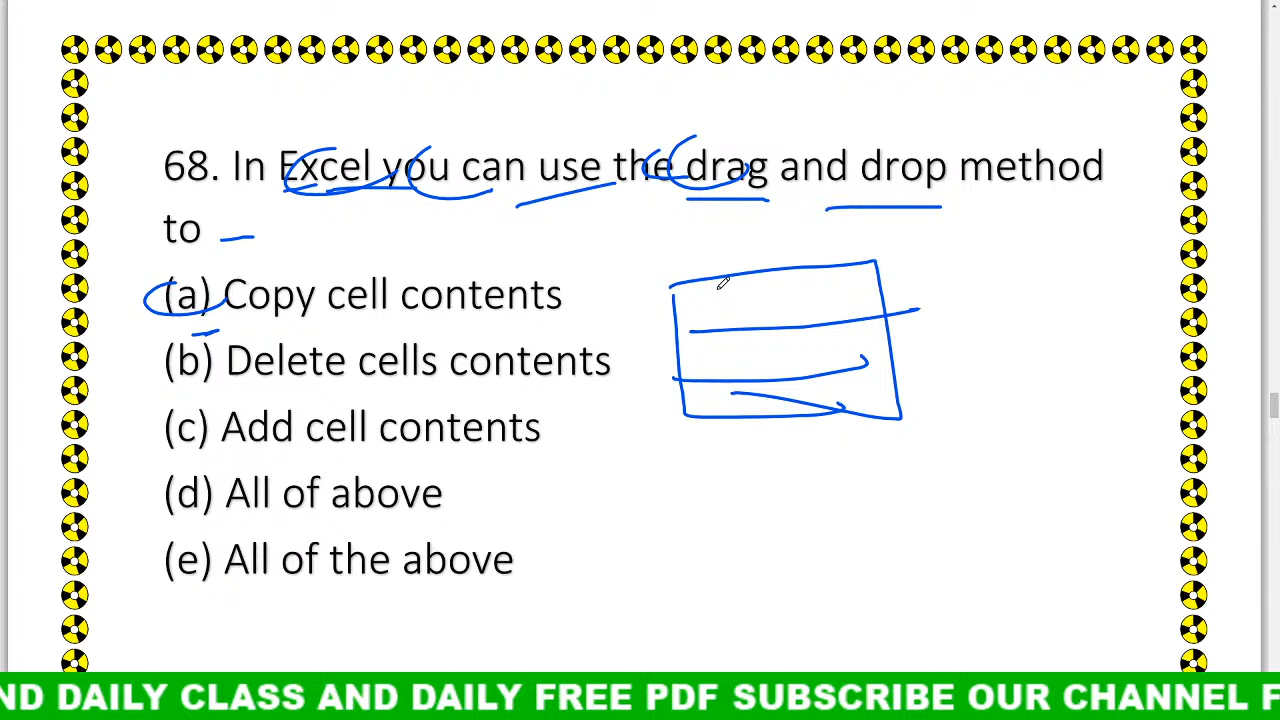 68. In Excel you can use the drag and drop method
to
(a) Copy cell contents
(b) Delete cells contents
(c) Add cell contents
(d) All of above
(e) All of the above
ND DAILY CLASS AND DAILY FREE PDF SUBSCRIBE OUR CHANNEL F